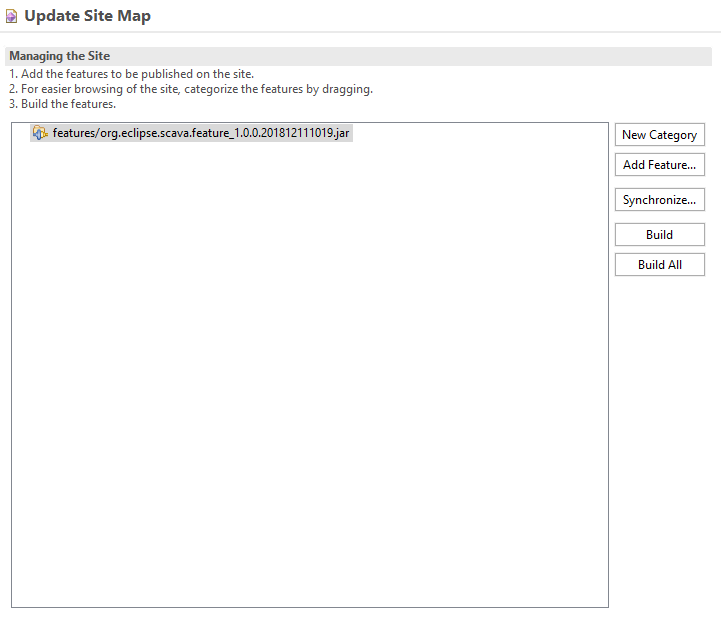 Update Site Map
Managing the Site
1. Add the features to be published on the site.
2. For easier browsing of the site, categorize the features by dragging.
3. Build the features.
features/org.eclipse.scava.feature_1.0.0.201812111019.jar
New Category
Add Feature...
Synchronize...
Build
Build All